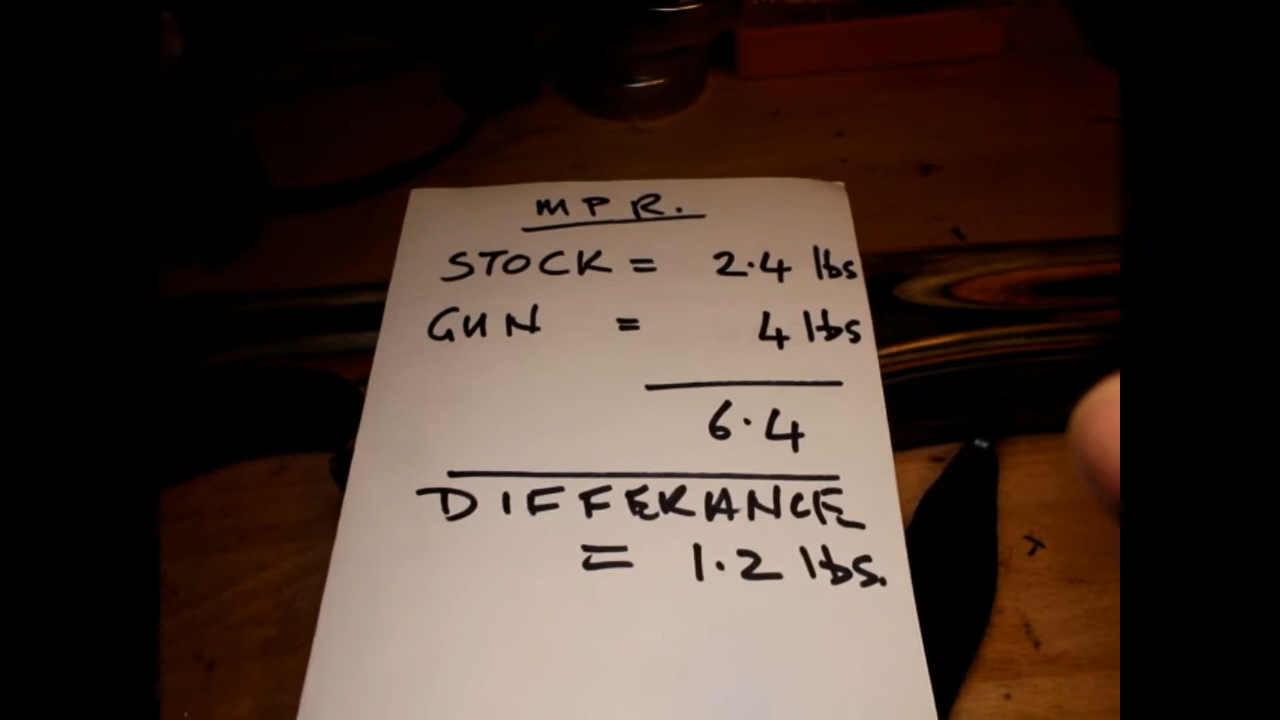 MPR.
STOCK = 2.4 lbs
GUN = 4 lbs
6.4
DIFFERANCE
= 1.2 lbs.